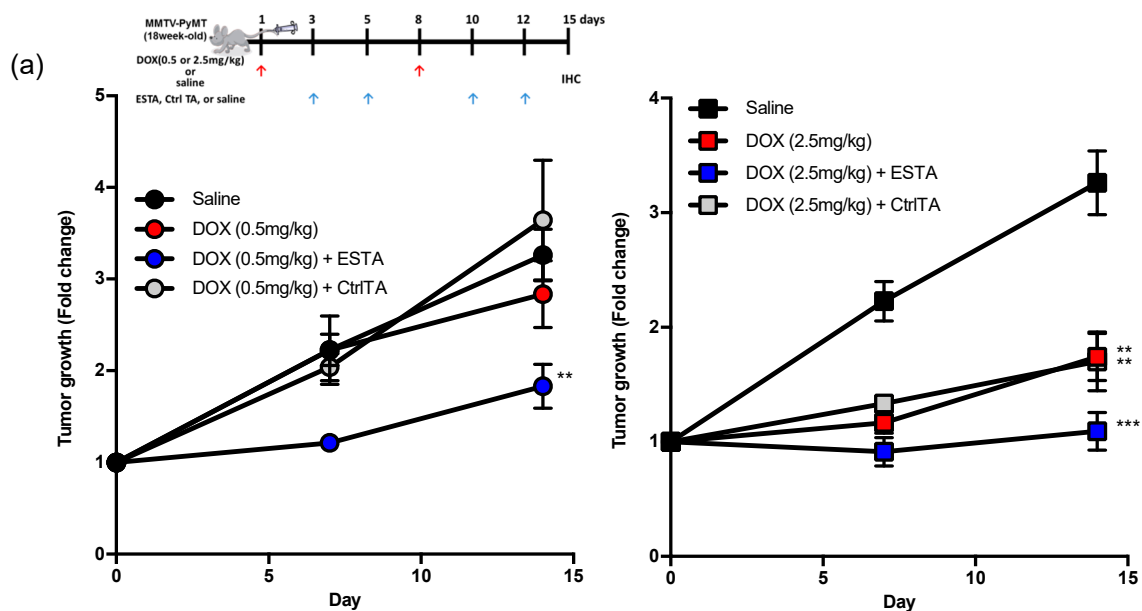 MMTV-PyMT
(18week-old)
1 3 5 8 10 12 15 days
(a)
DOX(0.5 or 2.5mg/kg)
or
saline
IHC
ESTA, Ctrl TA, or saline
5
4
3
2
1
0
Tumor growth (Fold change)
Saline
DOX (0.5mg/kg)
DOX (0.5mg/kg) + ESTA
DOX (0.5mg/kg) + CtrlTA
**
0 5 10 15
Day
4
3
2
1
0
Tumor growth (Fold change)
Saline
DOX (2.5mg/kg)
DOX (2.5mg/kg) + ESTA
DOX (2.5mg/kg) + CtrlTA
**
**
***
0 5 10 15
Day